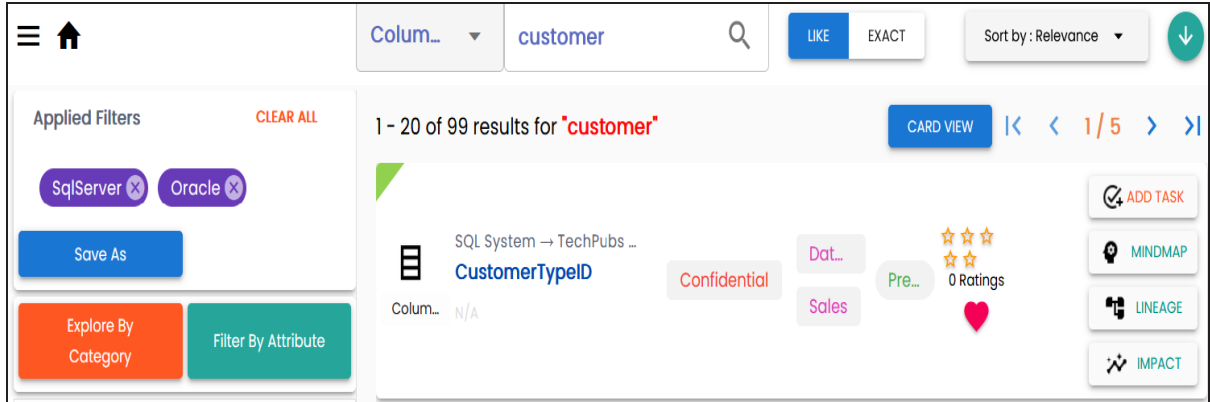 Colum... customer LIKE EXACT Sort by : Relevance
Applied Filters CLEAR ALL
SqlServer Oracle
Save As
Explore By
Category
Filter By Attribute
1 - 20 of 99 results for "customer" CARD VIEW 1 / 5
SQL System → TechPubs ...
CustomerTypeID
Colum... N/A
Confidential
Dat...
Sales
Pre...
0 Ratings
ADD TASK
MINDMAP
LINEAGE
IMPACT